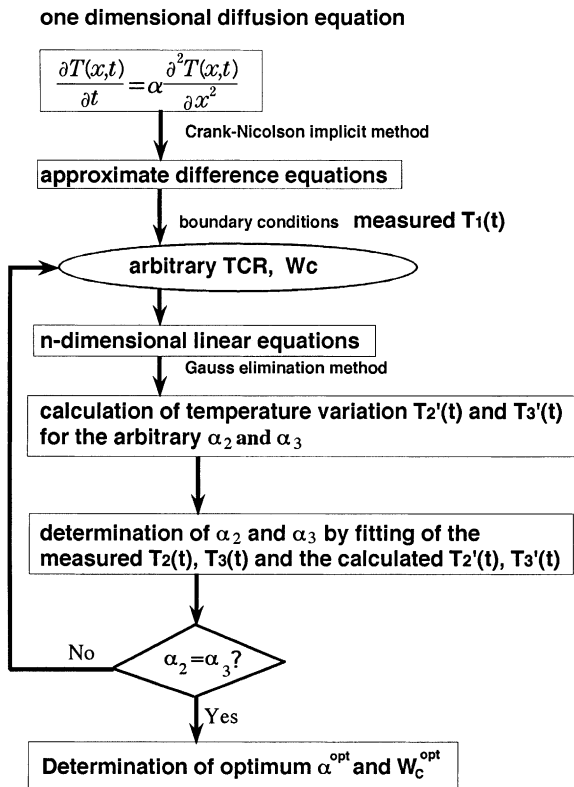 one dimensional diffusion equation
∂T(x,t)/∂t = α ∂²T(x,t)/∂x²
Crank-Nicolson implicit method
approximate difference equations
boundary conditions measured T₁(t)
arbitrary TCR, Wc
n-dimensional linear equations
Gauss elimination method
calculation of temperature variation T₂'(t) and T₃'(t)
for the arbitrary α₂ and α₃
determination of α₂ and α₃ by fitting of the
measured T₂(t), T₃(t) and the calculated T₂'(t), T₃'(t)
No
α₂=α₃?
Yes
Determination of optimum α^opt and W_C^opt